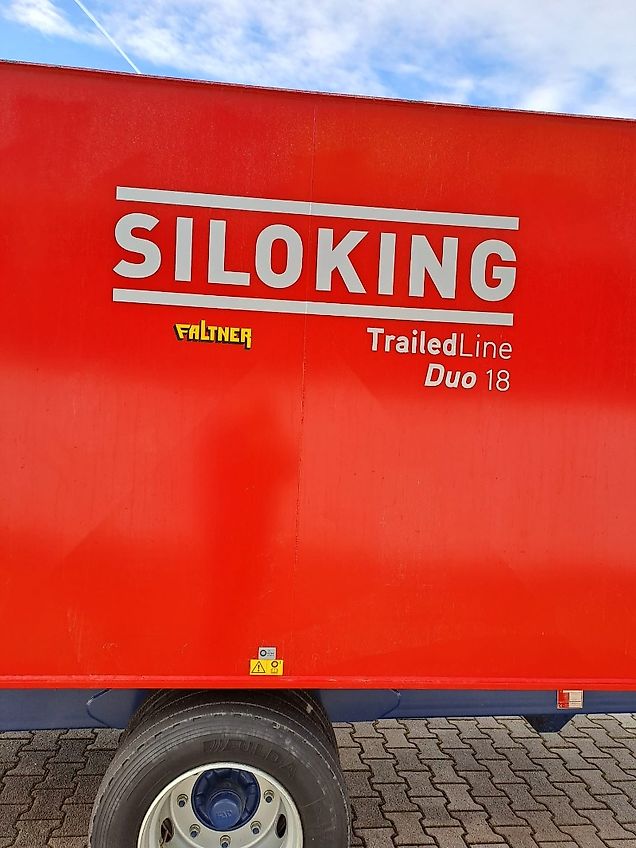 SILOKING
FALTNER
TrailedLine
Duo 18
FULDA